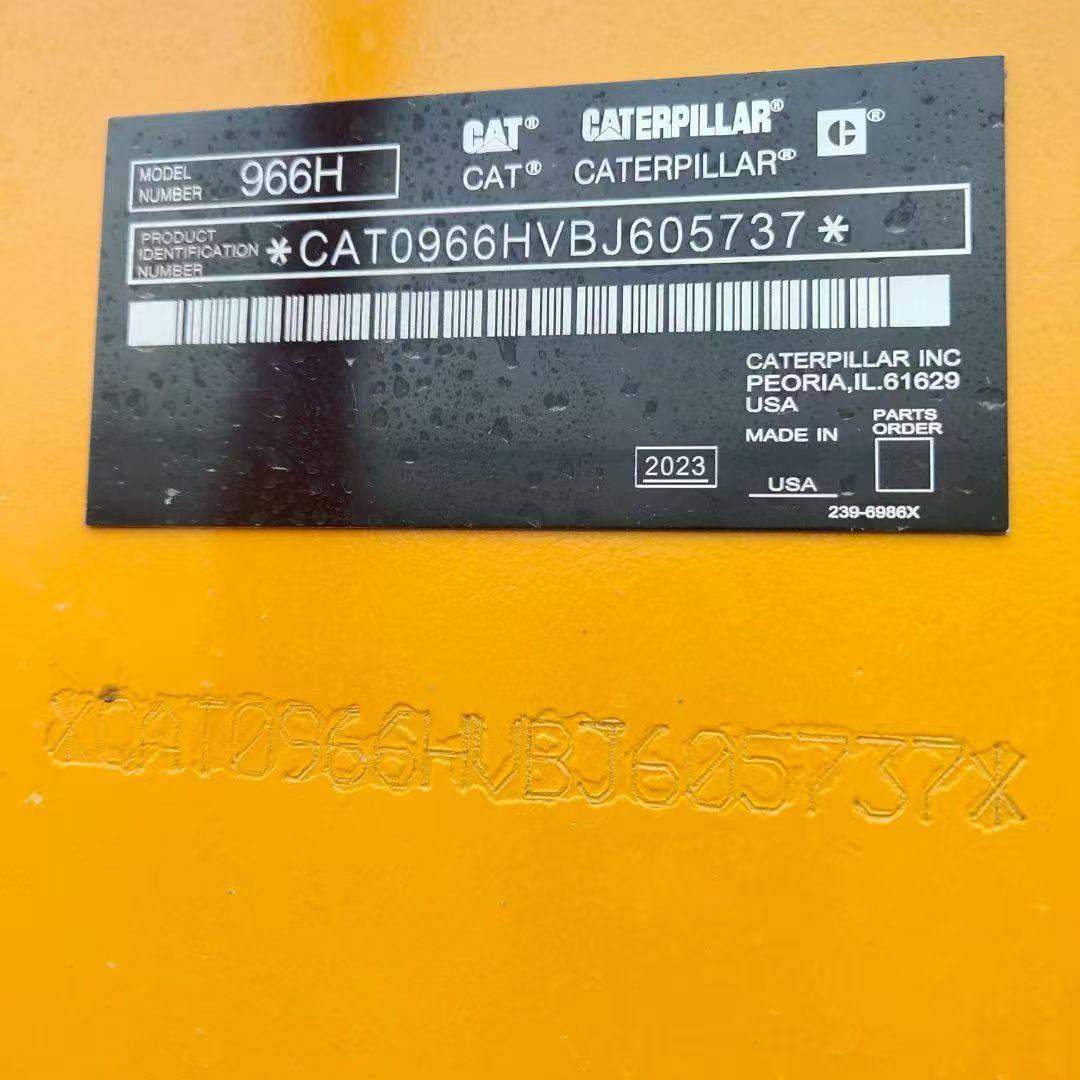 CAT® CATERPILLAR® C®
CAT® CATERPILLAR®
MODEL
NUMBER 966H
PRODUCT
IDENTIFICATION
NUMBER *CAT0966HVBJ605737*
CATERPILLAR INC
PEORIA,IL.61629
USA
MADE IN
USA
PARTS
ORDER
2023
239-6986X
*CAT0966HVBJ605737*